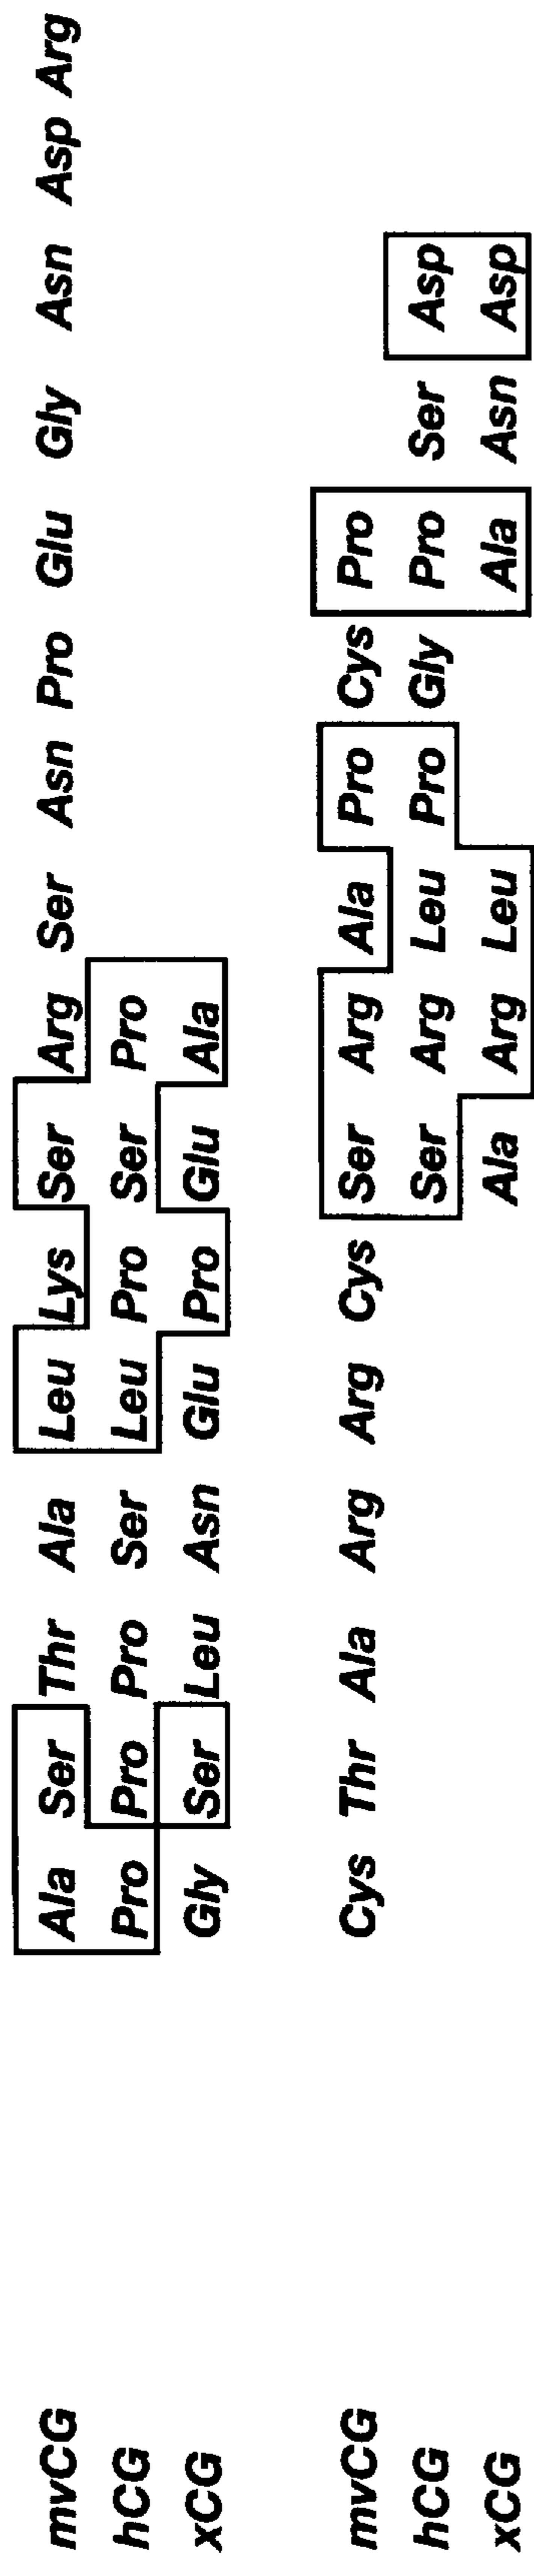 mvCG Ala Ser Thr Ala Leu Lys Ser Arg Ser Asn Pro Glu Gly Asn Asp Arg
hCG Pro Pro Pro Ser Leu Pro Ser Pro
xCG Gly Ser Leu Asn Glu Pro Glu Ala
mvCG Cys Thr Ala Arg Arg Cys Ser Arg Ala Pro Cys Pro
hCG Ser Arg Leu Pro Gly Pro Ser Asp
xCG Ala Arg Leu Ala Asn Asp